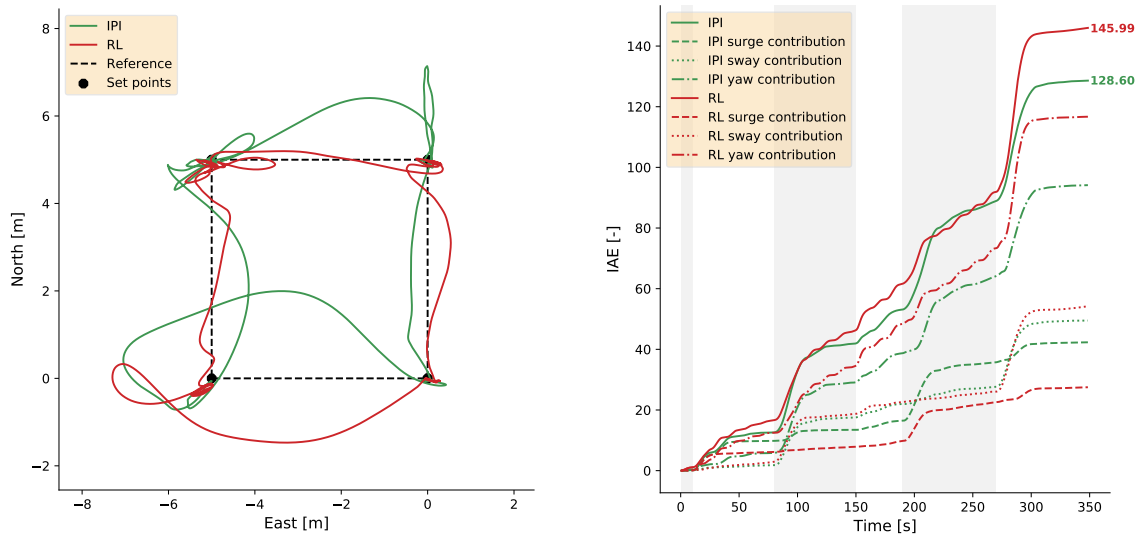 IPI
RL
Reference
Set points
8
6
4
2
0
−2
North [m]
−8
−6
−4
−2
0
2
East [m]
IPI
IPI surge contribution
IPI sway contribution
IPI yaw contribution
RL
RL surge contribution
RL sway contribution
RL yaw contribution
145.99
128.60
140
120
100
80
60
40
20
0
IAE [-]
0
50
100
150
200
250
300
350
Time [s]